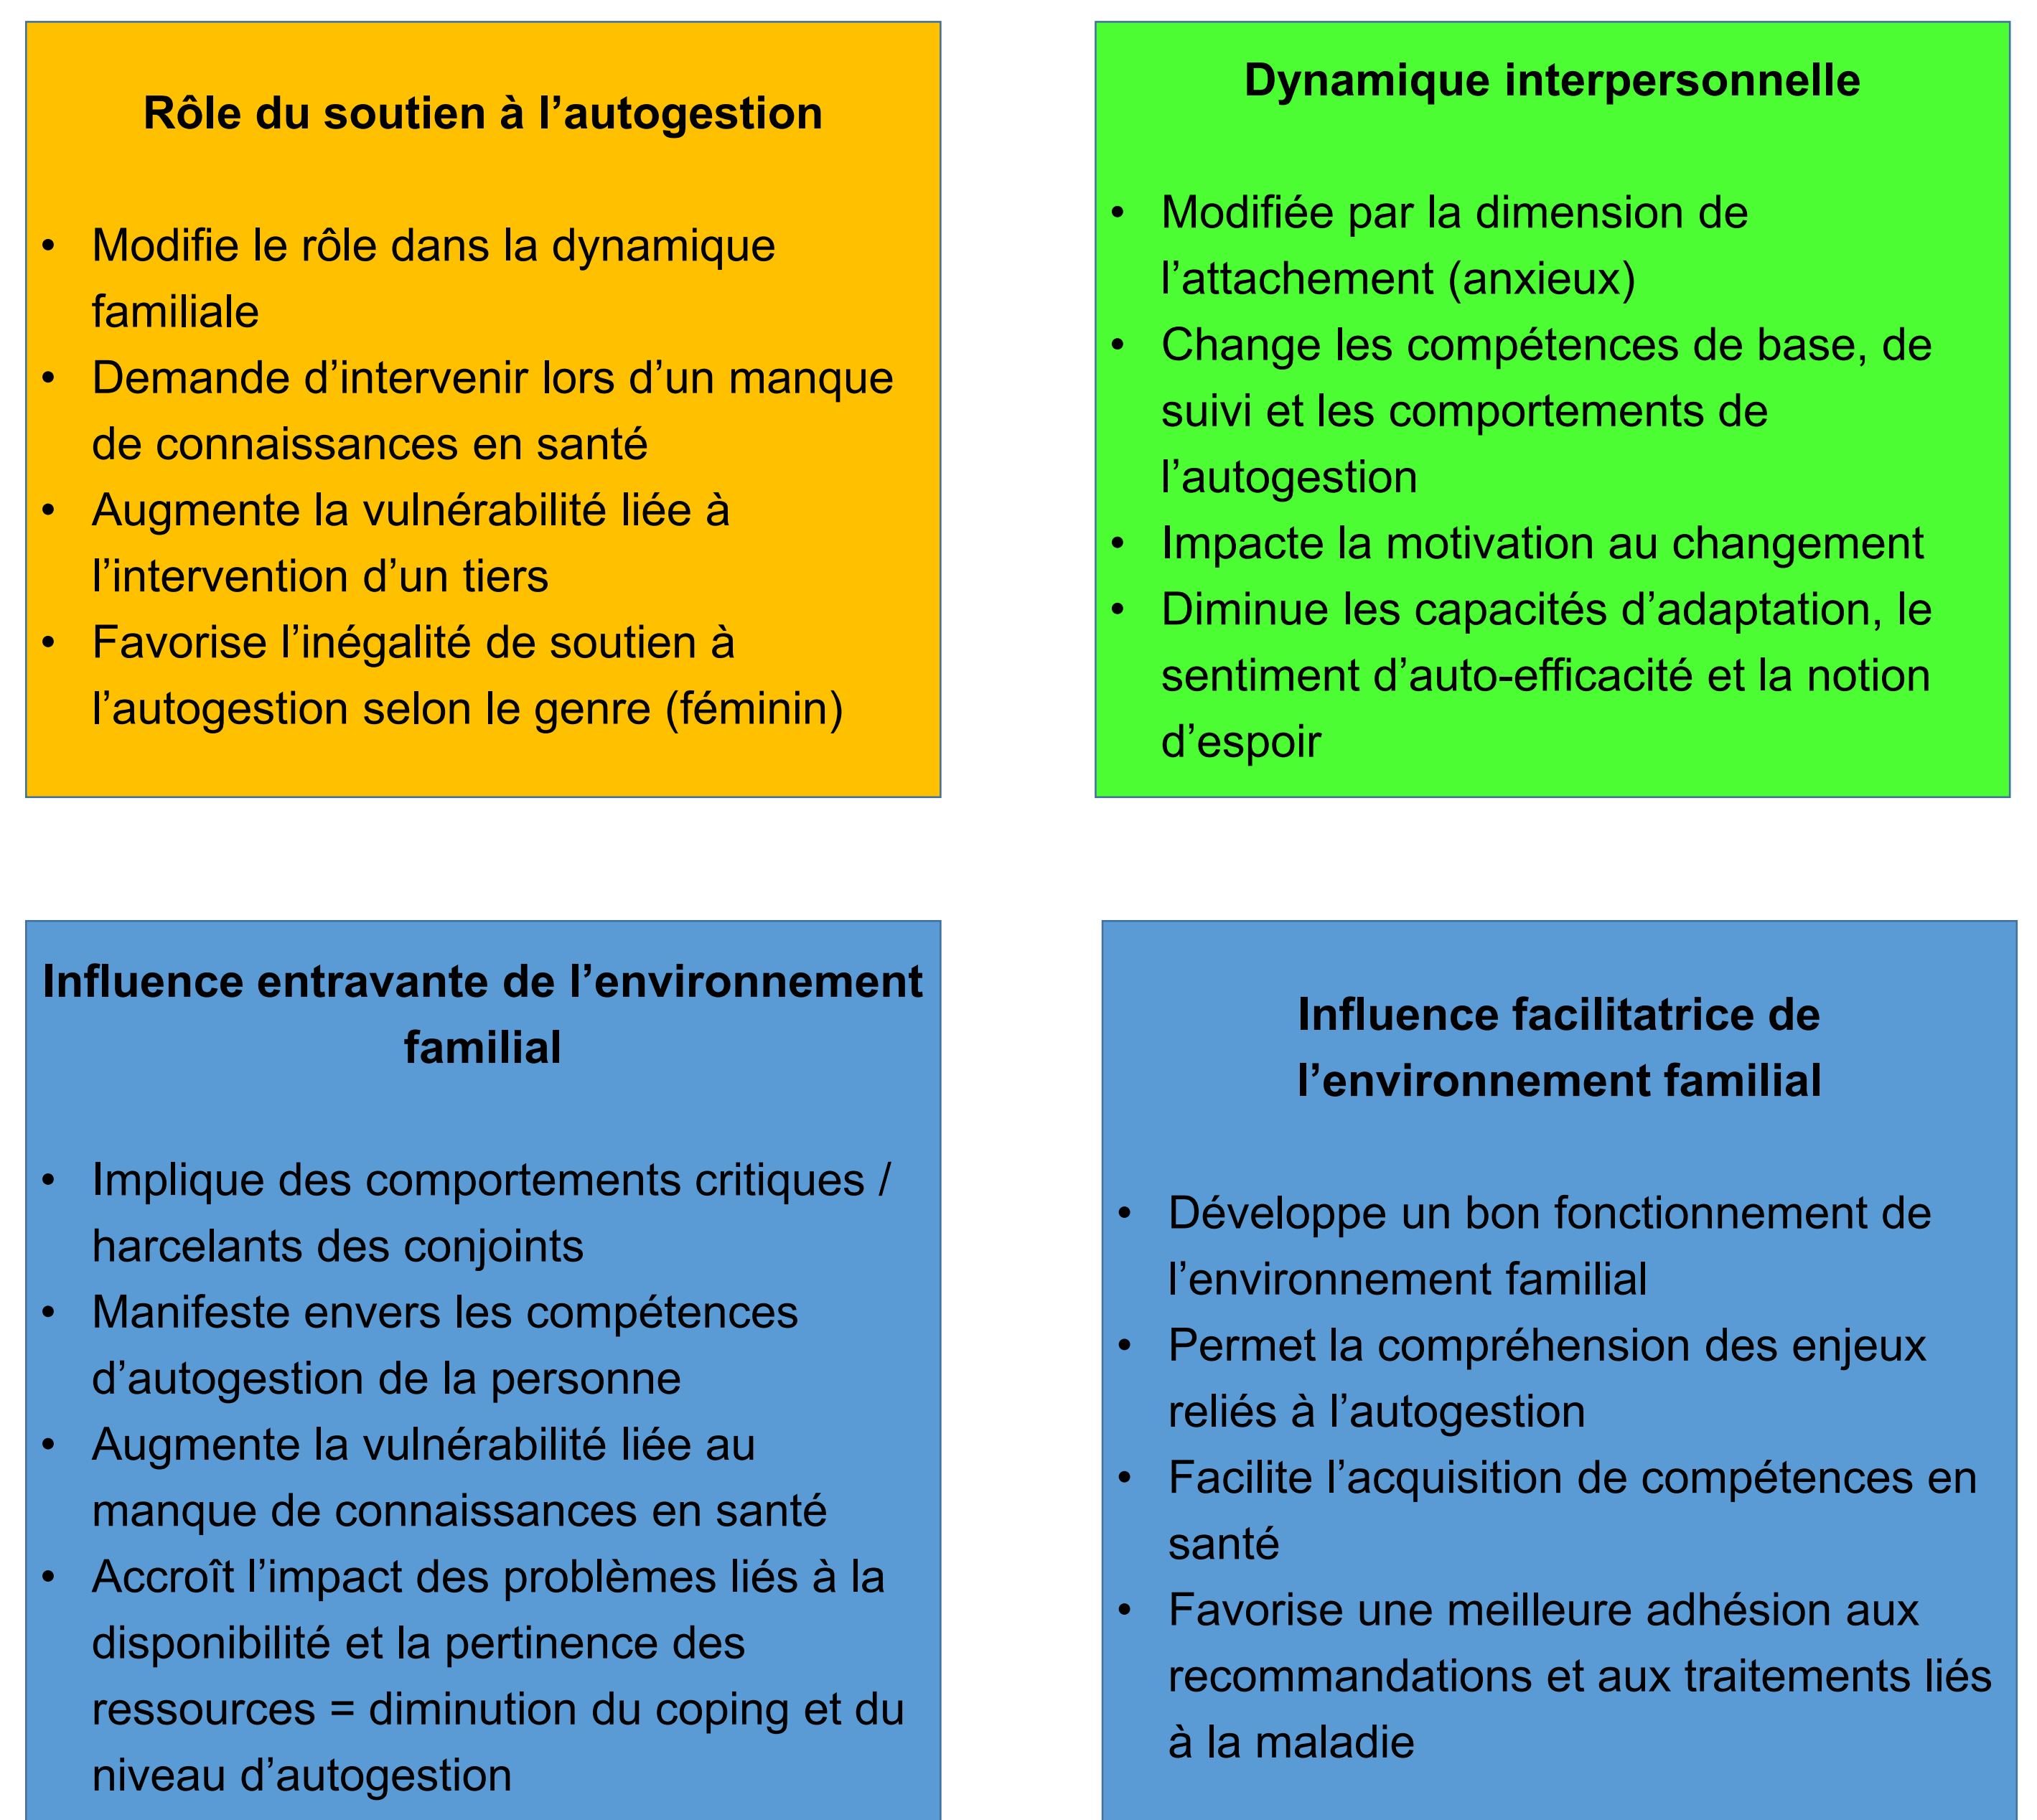 Rôle du soutien à l’autogestion
• Modifie le rôle dans la dynamique
familiale
• Demande d’intervenir lors d’un manque
de connaissances en santé
• Augmente la vulnérabilité liée à
l’intervention d’un tiers
• Favorise l’inégalité de soutien à
l’autogestion selon le genre (féminin)
Dynamique interpersonnelle
• Modifiée par la dimension de
l’attachement (anxieux)
• Change les compétences de base, de
suivi et les comportements de
l’autogestion
• Impacte la motivation au changement
• Diminue les capacités d’adaptation, le
sentiment d’auto-efficacité et la notion
d’espoir
Influence entravante de l’environnement
familial
• Implique des comportements critiques /
harcelants des conjoints
• Manifeste envers les compétences
d’autogestion de la personne
• Augmente la vulnérabilité liée au
manque de connaissances en santé
• Accroît l’impact des problèmes liés à la
disponibilité et la pertinence des
ressources = diminution du coping et du
niveau d’autogestion
Influence facilitatrice de
l’environnement familial
• Développe un bon fonctionnement de
l’environnement familial
• Permet la compréhension des enjeux
reliés à l’autogestion
• Facilite l’acquisition de compétences en
santé
• Favorise une meilleure adhésion aux
recommandations et aux traitements liés
à la maladie